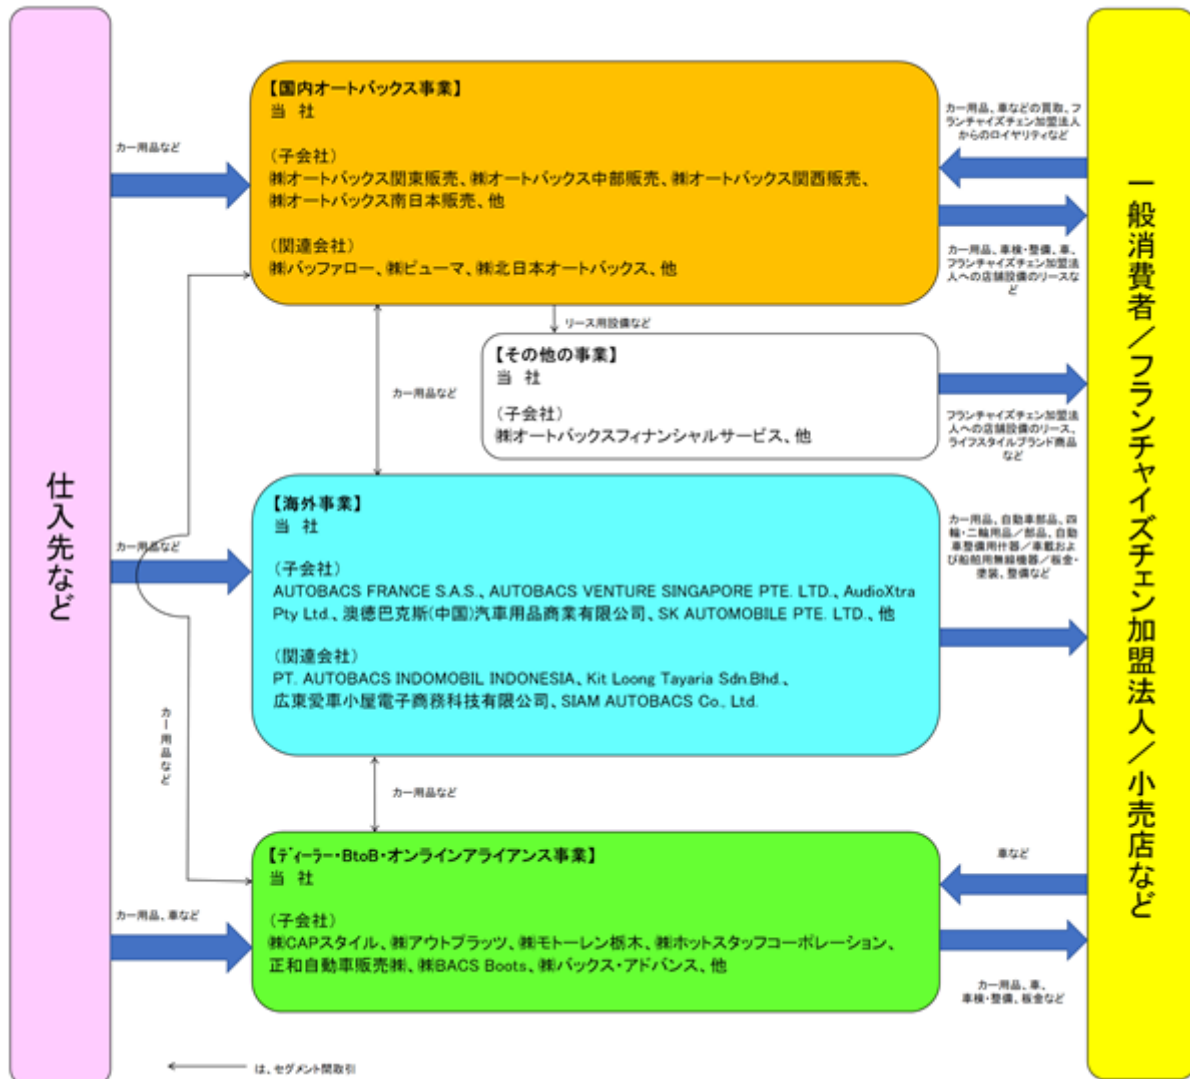 仕入先など
カー用品など
【国内オートバックス事業】
当 社
（子会社）
㈱オートバックス関東販売、㈱オートバックス中部販売、㈱オートバックス関西販売、
㈱オートバックス南日本販売、他
（関連会社）
㈱バッファロー、㈱ピューマ、㈱北日本オートバックス、他
カー用品、車などの買取、フ
ランチャイズチェン加盟法人
からのロイヤリティなど
カー用品、車検・整備、車、
フランチャイズチェン加盟法
人への店舗設備のリースな
ど
リース用設備など
カー用品など
【その他の事業】
当 社
（子会社）
㈱オートバックスフィナンシャルサービス、他
フランチャイズチェン加盟法
人への店舗設備のリース、
ライフスタイルブランド商品
など
カー用品など
【海外事業】
当 社
（子会社）
AUTOBACS FRANCE S.A.S.、AUTOBACS VENTURE SINGAPORE PTE. LTD.、AudioXtra
Pty Ltd.、澳徳巴克斯(中国)汽車用品商業有限公司、SK AUTOMOBILE PTE. LTD.、他
（関連会社）
PT. AUTOBACS INDOMOBIL INDONESIA、Kit Loong Tayaria Sdn.Bhd.、
広東愛車小屋電子商務科技有限公司、SIAM AUTOBACS Co., Ltd.
カー用品、自動車部品、四
輪・二輪用品／部品、自動
車整備用什器／車載およ
び船舶用無線機器／板金・
塗装、整備など
カー用品など
カー用品など
【ディーラー・BtoB・オンラインアライアンス事業】
当 社
（子会社）
㈱CAPスタイル、㈱アウトプラッツ、㈱モトーレン栃木、㈱ホットスタッフコーポレーション、
正和自動車販売㈱、㈱BACS Boots、㈱バックス・アドバンス、他
カー用品、車など
車など
カー用品、車、
車検・整備、板金など
一般消費者／フランチャイズチェン加盟法人／小売店など
は、セグメント間取引